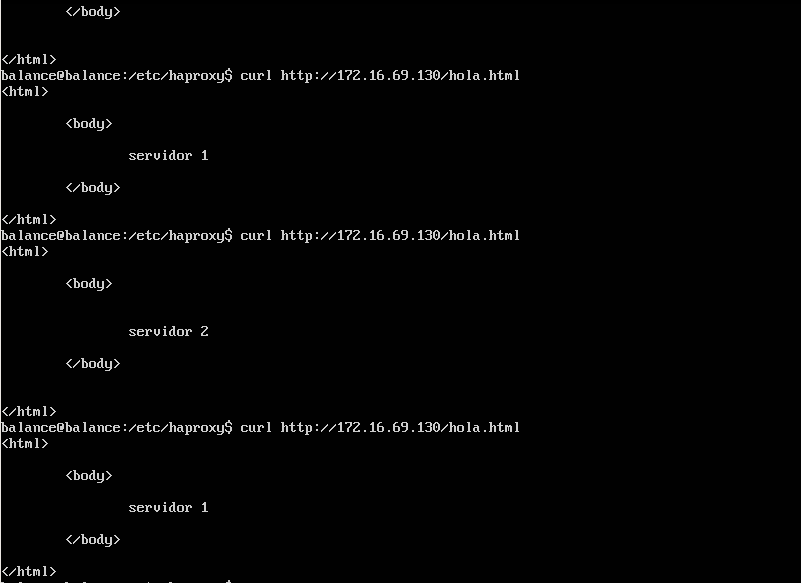 </body>
</html>
balance@balance:/etc/haproxy$ curl http://172.16.69.130/hola.html
<html>
<body>
servidor 1
</body>
</html>
balance@balance:/etc/haproxy$ curl http://172.16.69.130/hola.html
<html>
<body>
servidor 2
</body>
</html>
balance@balance:/etc/haproxy$ curl http://172.16.69.130/hola.html
<html>
<body>
servidor 1
</body>
</html>